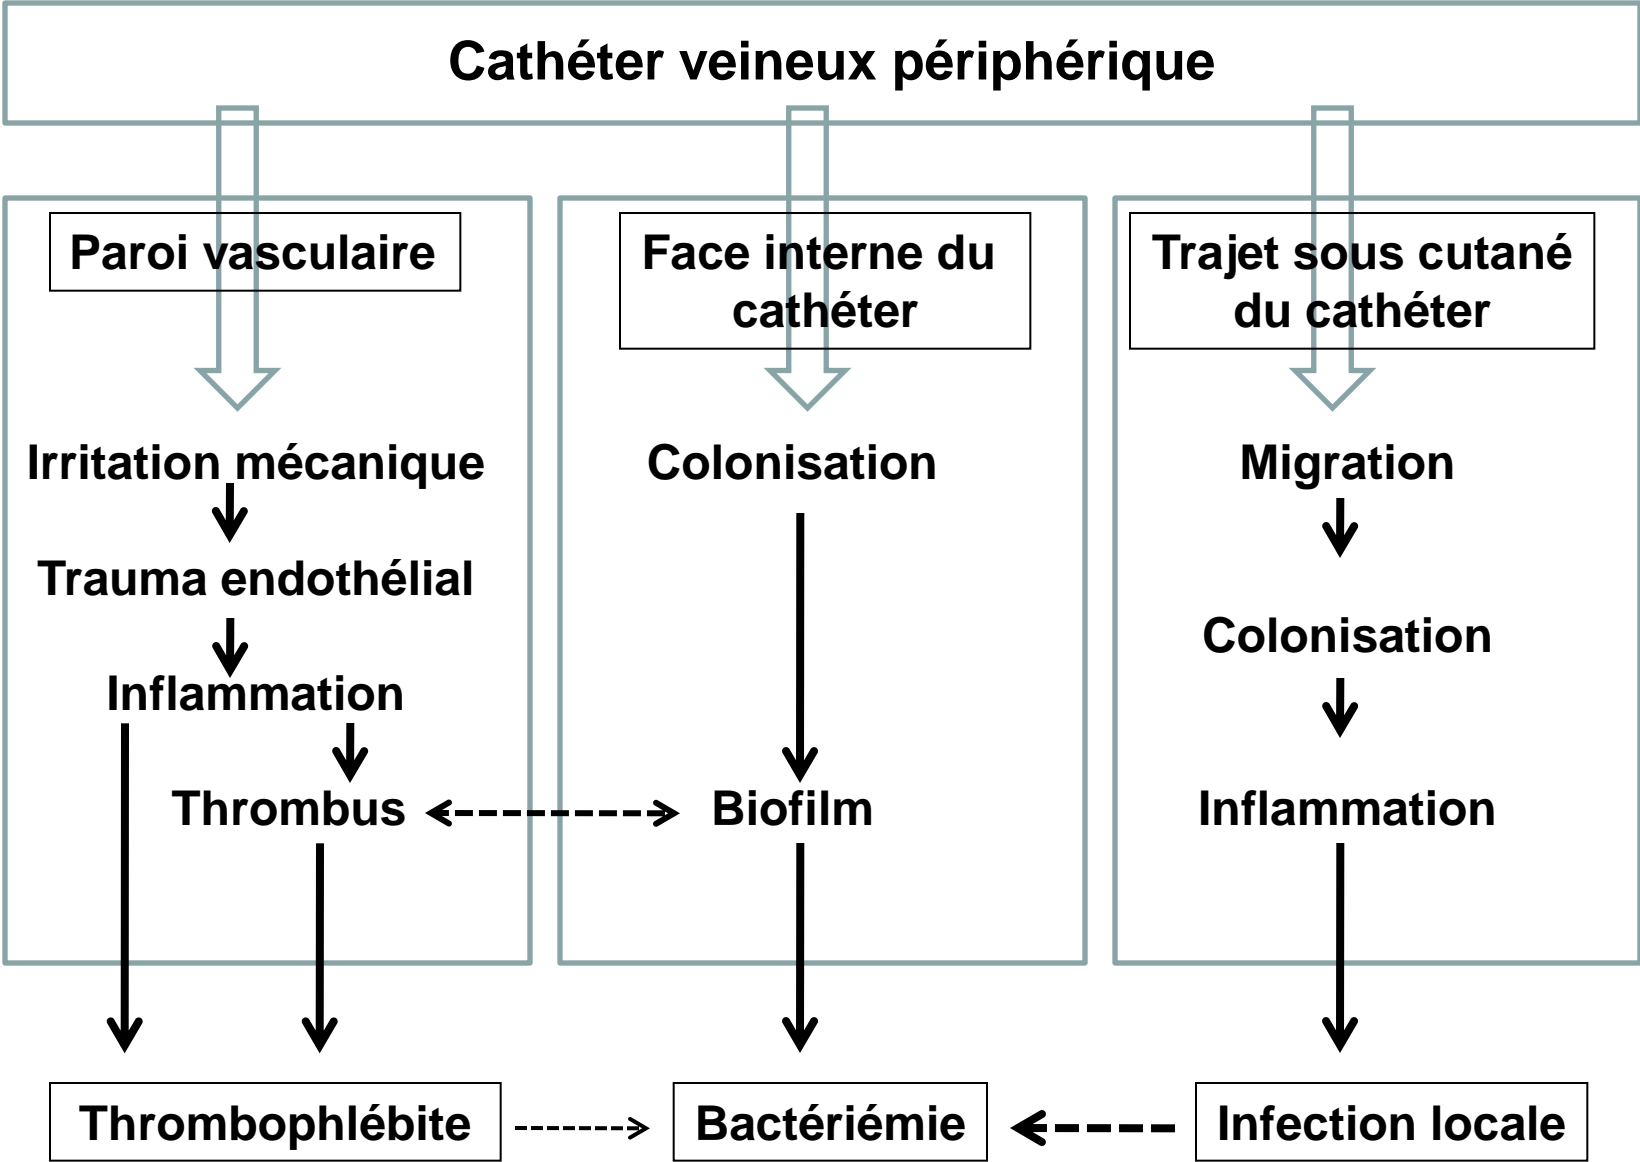 Cathéter veineux périphérique
Paroi vasculaire
Irritation mécanique
Trauma endothélial
Inflammation
Thrombus
Face interne du
cathéter
Colonisation
Biofilm
Trajet sous cutané
du cathéter
Migration
Colonisation
Inflammation
Thrombophlébite
Bactériémie
Infection locale